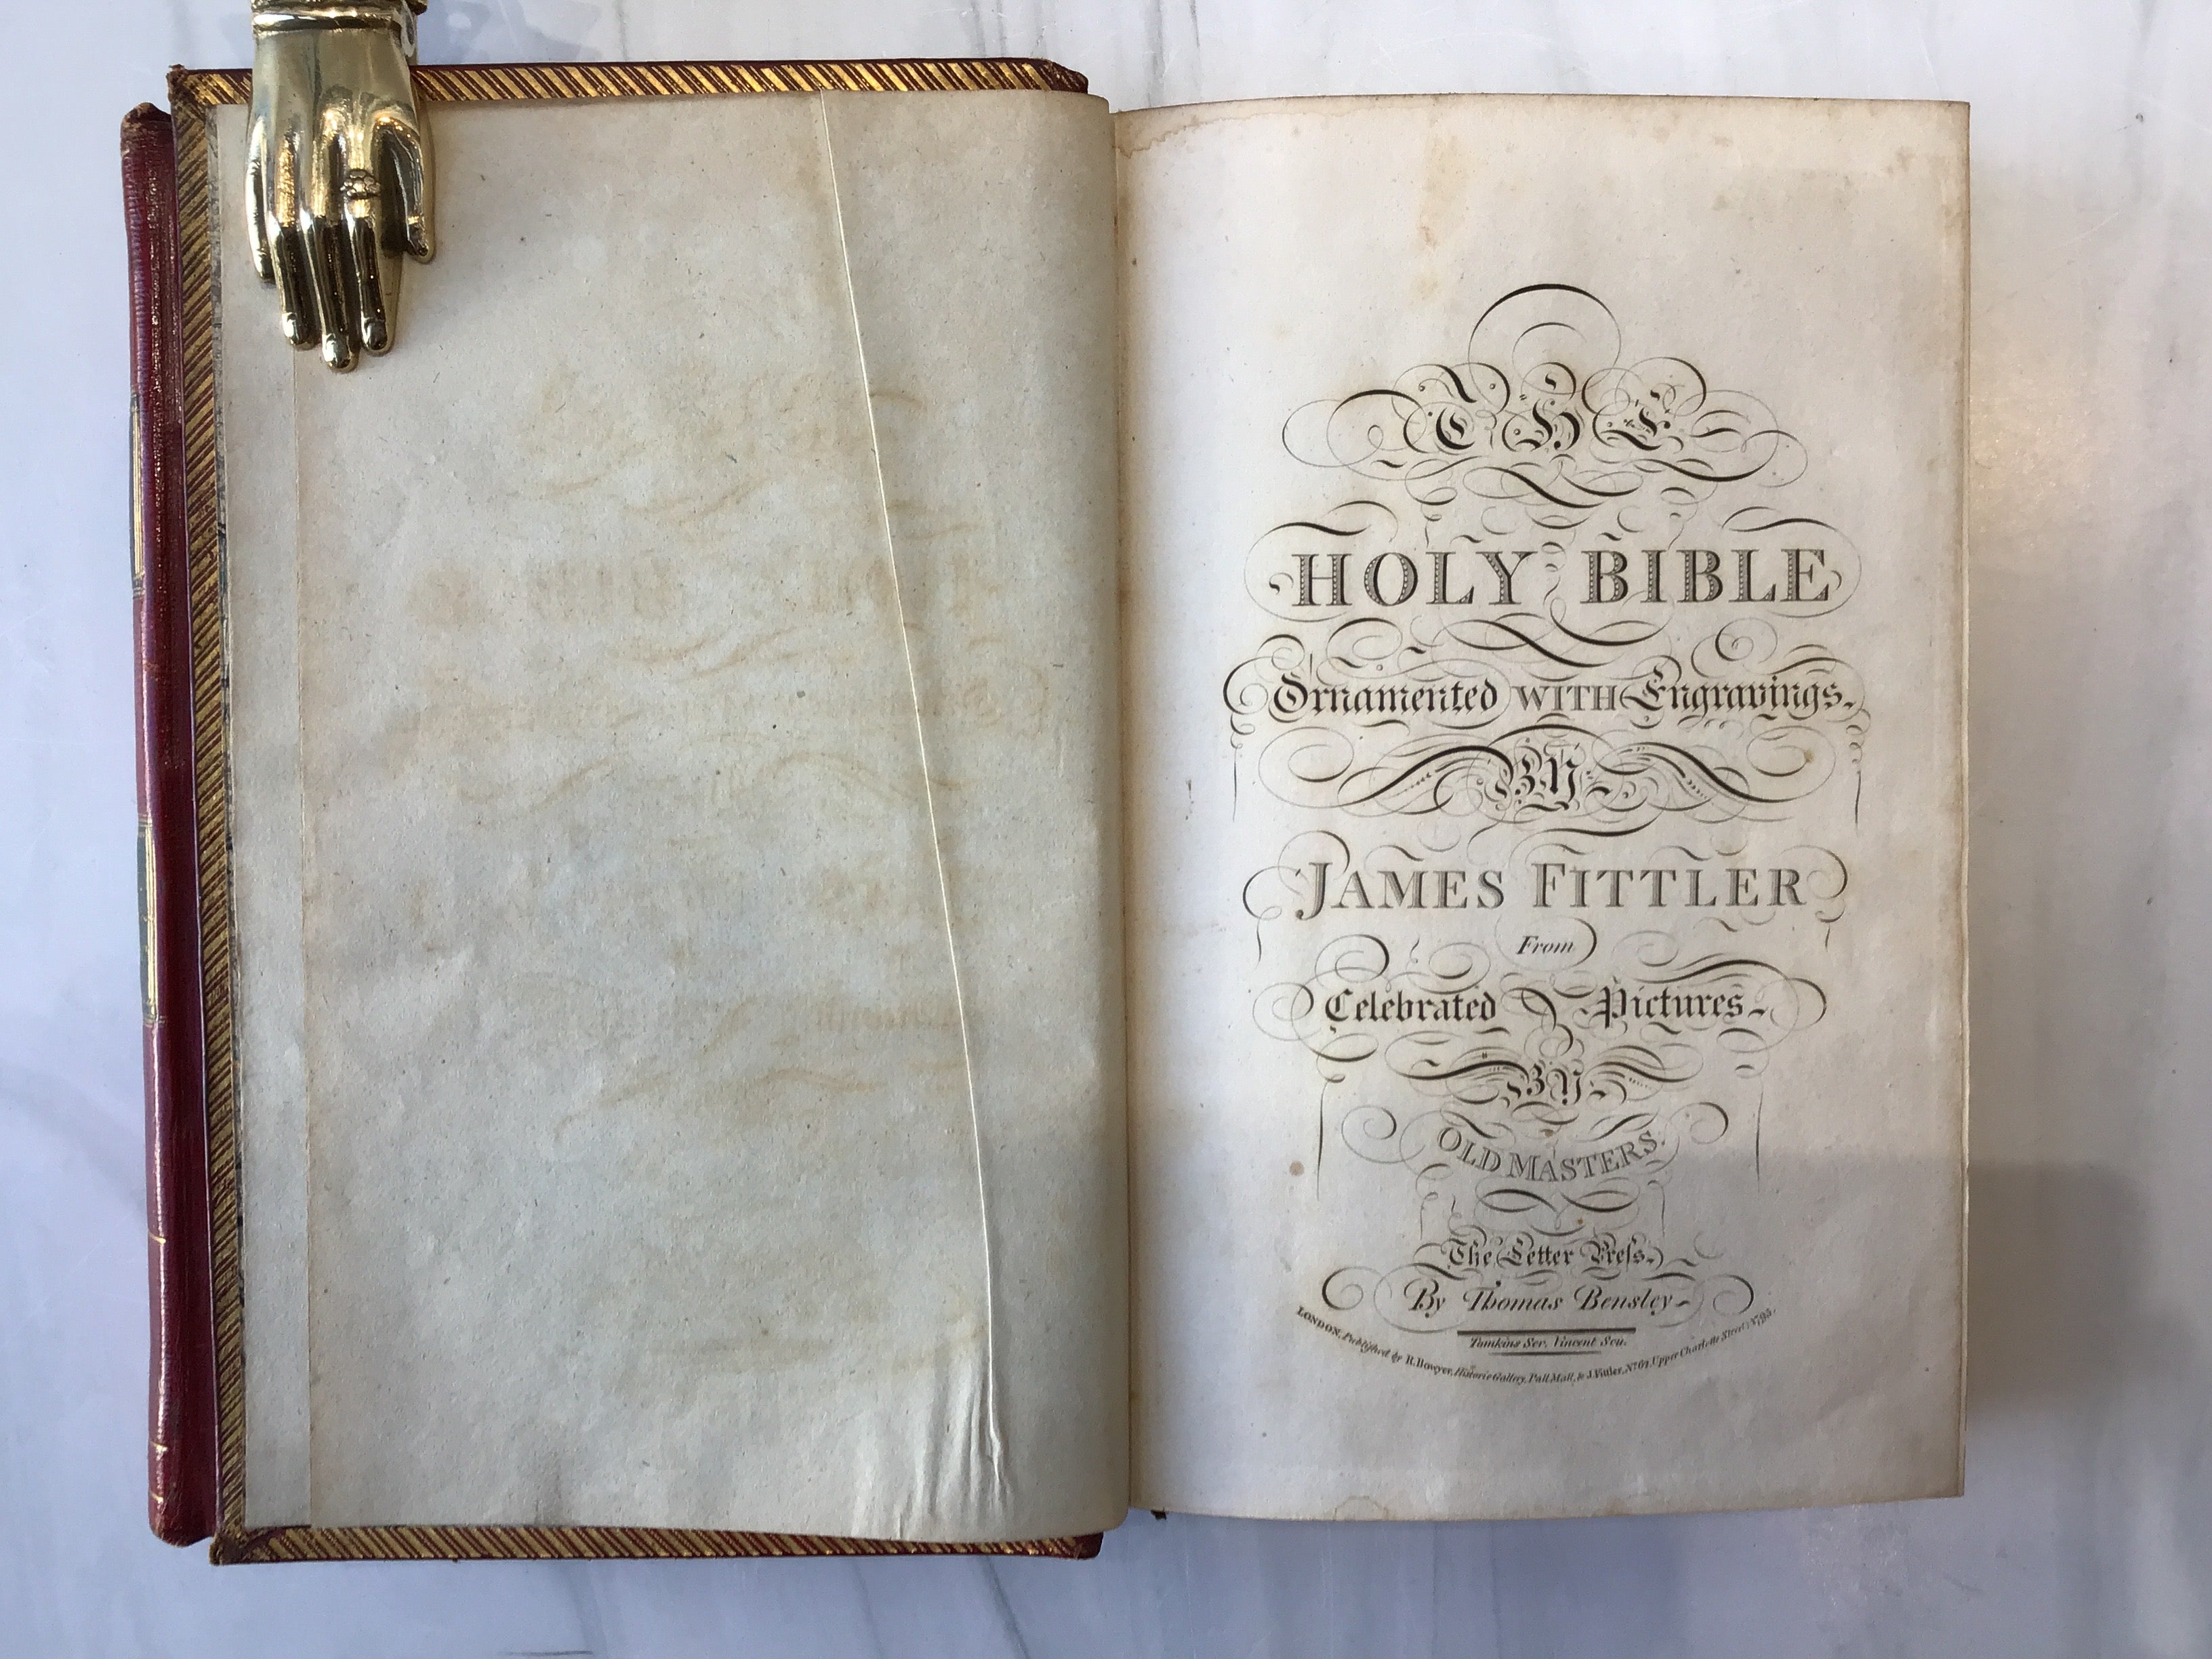 THE
HOLY BIBLE
Ornamented WITH Engravings.
BY
JAMES FITTLER
From
Celebrated Pictures
BY
OLD MASTERS.
The Letter Preſs.
By Thomas Bensley
Tomkins Scr. Vincent Scu.
LONDON, Publiſhed by R. Bowyer, Historic Gallery, Pall Mall, & J. Fittler, No. 62, Upper Charlotte Street; 1795.